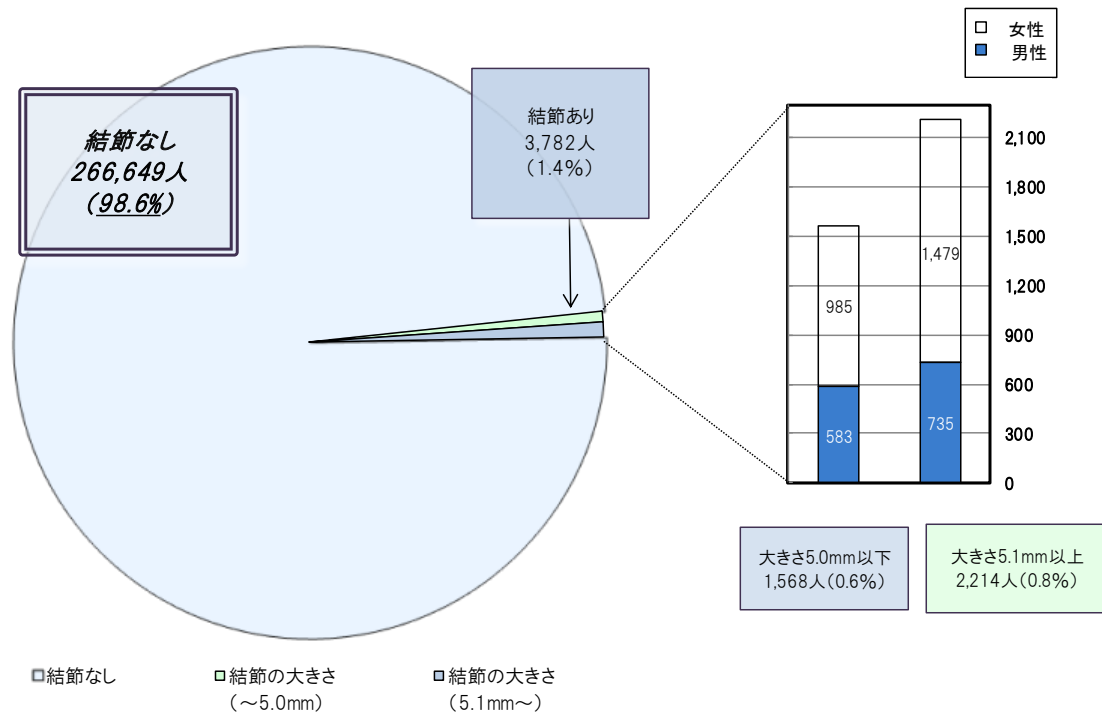 女性
男性
結節なし
266,649人
(98.6%)
結節あり
3,782人
(1.4%)
2,100
1,800
1,500
1,200
900
600
300
0
1,479
985
735
583
大きさ5.0mm以下
1,568人(0.6%)
大きさ5.1mm以上
2,214人(0.8%)
結節なし
結節の大きさ
(～5.0mm)
結節の大きさ
(5.1mm～)